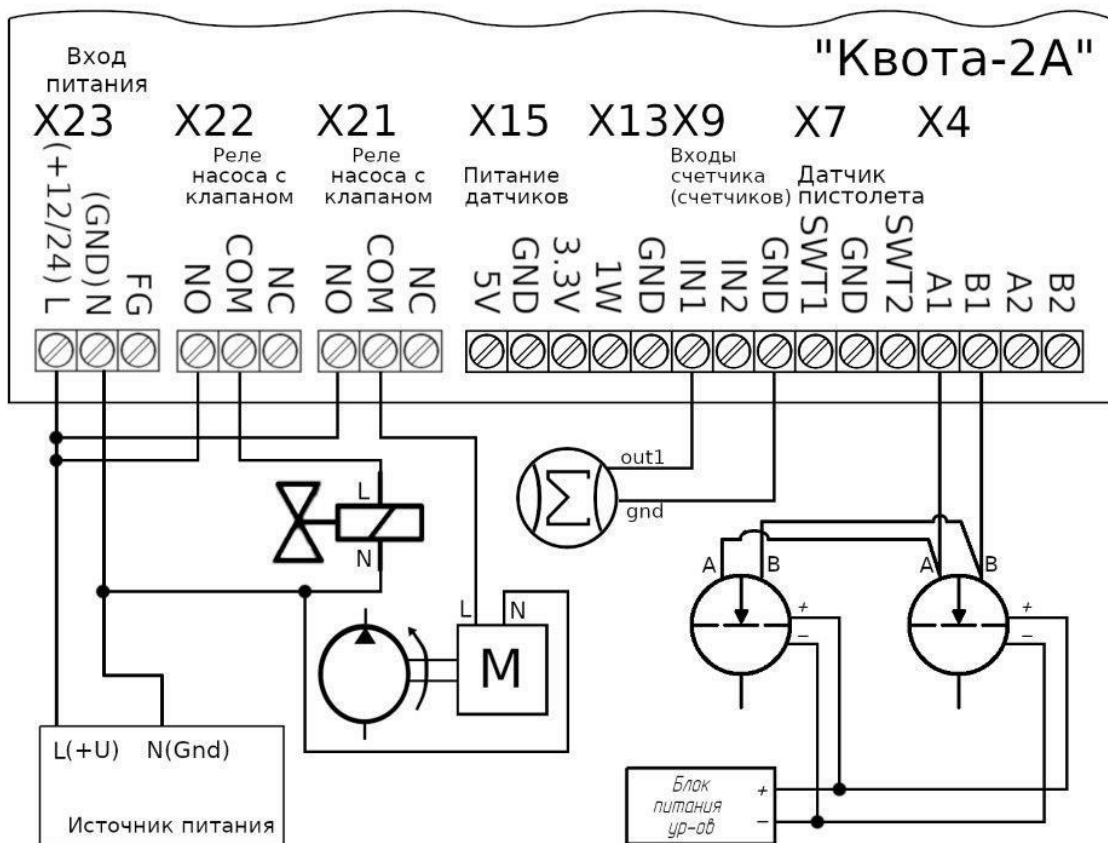 "Квота-2А"
Вход
питания
X23 X22 X21 X15 X13 X9 X7 X4
Реле
насоса с
клапаном
Реле
насоса с
клапаном
Питание
датчиков
Входы
счетчика
(счетчиков)
Датчик
пистолета
(+12/24) L
(GND) N
FG
NO
COM
NC
NO
COM
NC
5V
GND
3.3V
1W
GND
IN1
IN2
GND
SWT1
GND
SWT2
A1
B1
A2
B2
out1
gnd
L
N
L N
M
A B
+
−
A B
+
−
L(+U) N(Gnd)
Источник питания
Блок +
питания
ур-ов −